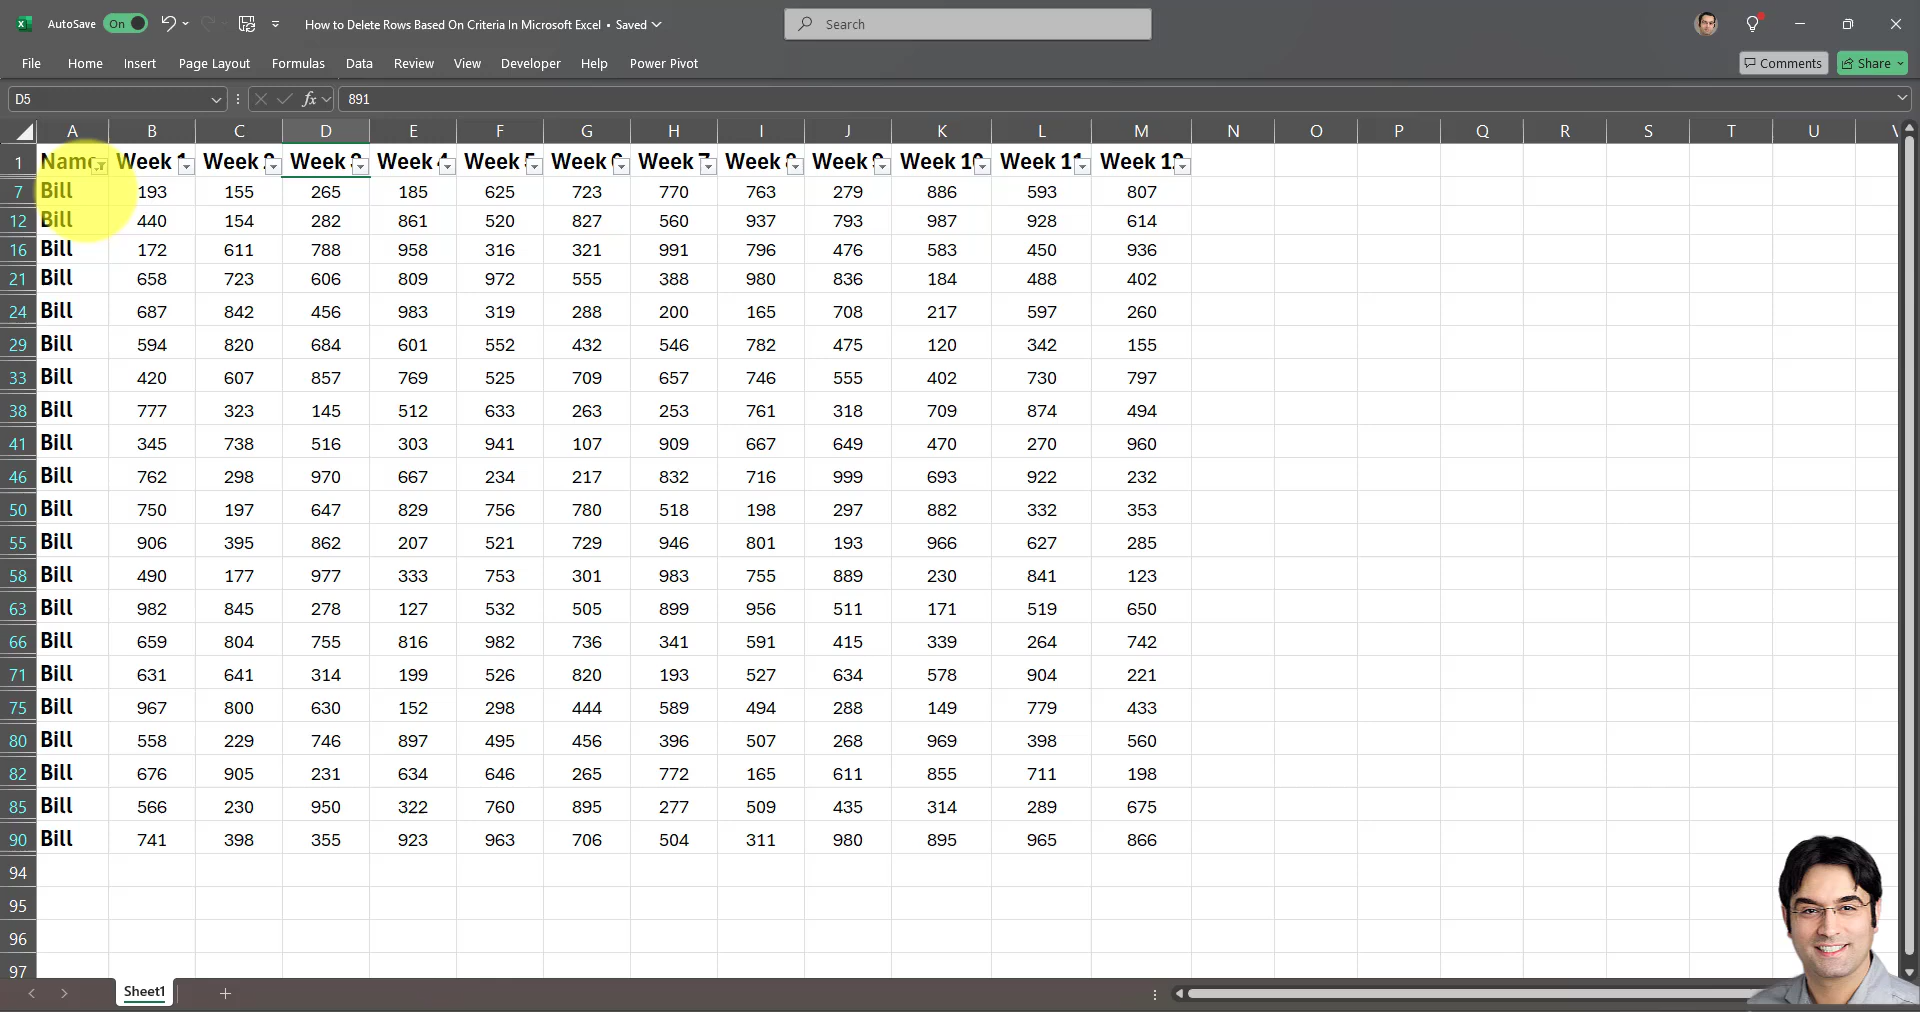 AutoSave On How to Delete Rows Based On Criteria In Microsoft Excel • Saved Search
File Home Insert Page Layout Formulas Data Review View Developer Help Power Pivot Comments Share
D5 fx 891
A B C D E F G H I J K L M N O P Q R S T U
1 Name Week 1 Week 2 Week 3 Week 4 Week 5 Week 6 Week 7 Week 8 Week 9 Week 10 Week 11 Week 12
7 Bill 193 155 265 185 625 723 770 763 279 886 593 807
12 Bill 440 154 282 861 520 827 560 937 793 987 928 614
16 Bill 172 611 788 958 316 321 991 796 476 583 450 936
21 Bill 658 723 606 809 972 555 388 980 836 184 488 402
24 Bill 687 842 456 983 319 288 200 165 708 217 597 260
29 Bill 594 820 684 601 552 432 546 782 475 120 342 155
33 Bill 420 607 857 769 525 709 657 746 555 402 730 797
38 Bill 777 323 145 512 633 263 253 761 318 709 874 494
41 Bill 345 738 516 303 941 107 909 667 649 470 270 960
46 Bill 762 298 970 667 234 217 832 716 999 693 922 232
50 Bill 750 197 647 829 756 780 518 198 297 882 332 353
55 Bill 906 395 862 207 521 729 946 801 193 966 627 285
58 Bill 490 177 977 333 753 301 983 755 889 230 841 123
63 Bill 982 845 278 127 532 505 899 956 511 171 519 650
66 Bill 659 804 755 816 982 736 341 591 415 339 264 742
71 Bill 631 641 314 199 526 820 193 527 634 578 904 221
75 Bill 967 800 630 152 298 444 589 494 288 149 779 433
80 Bill 558 229 746 897 495 456 396 507 268 969 398 560
82 Bill 676 905 231 634 646 265 772 165 611 855 711 198
85 Bill 566 230 950 322 760 895 277 509 435 314 289 675
90 Bill 741 398 355 923 963 706 504 311 980 895 965 866
94
95
96
97
Sheet1